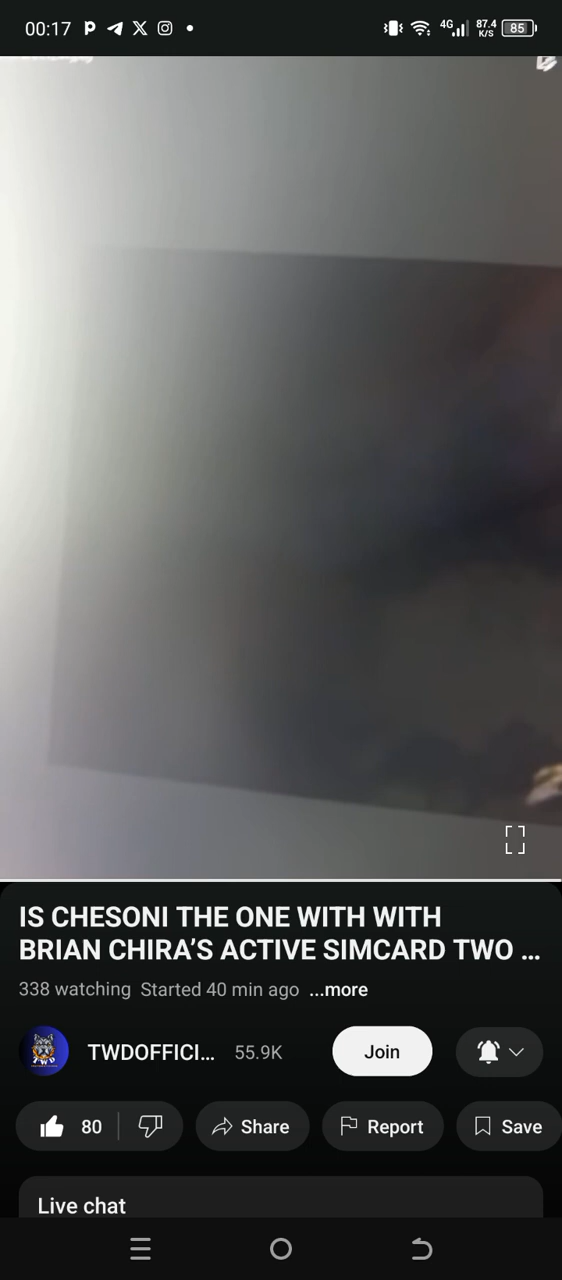 00:17
4G
87.4
K/S
85
IS CHESONI THE ONE WITH WITH
BRIAN CHIRA’S ACTIVE SIMCARD TWO ...
338 watching Started 40 min ago ...more
TWDOFFICI... 55.9K Join
80 Share Report Save
Live chat